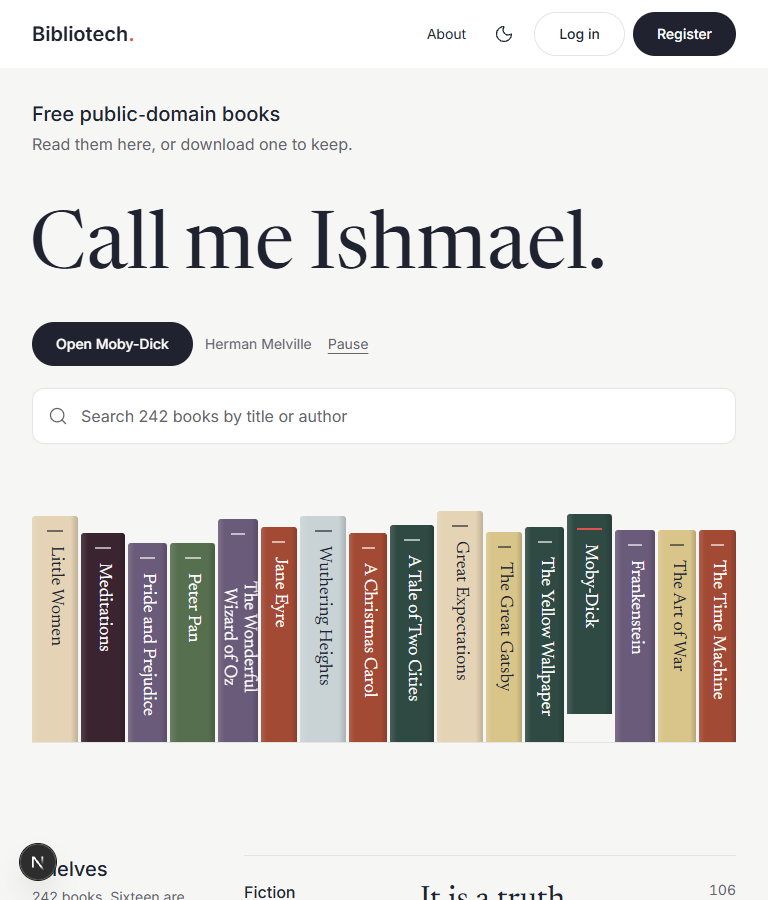 Bibliotech.
About
Log in
Register
Free public-domain books
Read them here, or download one to keep.
Call me Ishmael.
Open Moby-Dick
Herman Melville
Pause
Search 242 books by title or author
Little Women
Meditations
Pride and Prejudice
Peter Pan
The Wonderful
Wizard of Oz
Jane Eyre
Wuthering Heights
A Christmas Carol
A Tale of Two Cities
Great Expectations
The Great Gatsby
The Yellow Wallpaper
Moby-Dick
Frankenstein
The Art of War
The Time Machine
N
elves
242 books. Sixteen are
Fiction
It is a truth
106